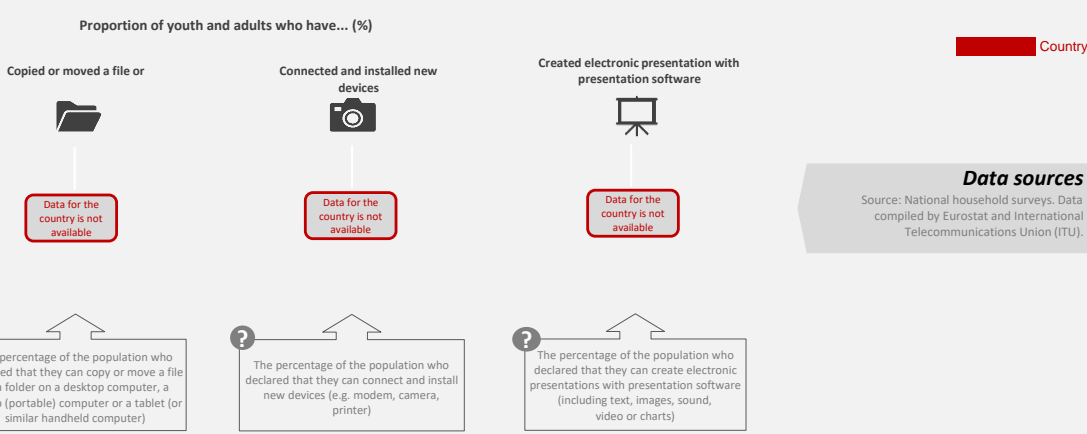 Proportion of youth and adults who have... (%)
Country
Copied or moved a file or
Connected and installed new
devices
Created electronic presentation with
presentation software
Data for the
country is not
available
Data for the
country is not
available
Data for the
country is not
available
Data sources
Source: National household surveys. Data
compiled by Eurostat and International
Telecommunications Union (ITU).
percentage of the population who
ed that they can copy or move a file
folder on a desktop computer, a
(portable) computer or a tablet (or
similar handheld computer)
?
The percentage of the population who
declared that they can connect and install
new devices (e.g. modem, camera,
printer)
?
The percentage of the population who
declared that they can create electronic
presentations with presentation software
(including text, images, sound,
video or charts)